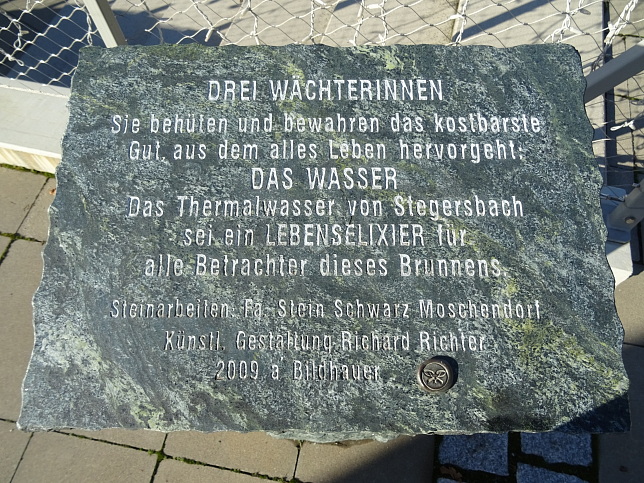 DREI WÄCHTERINNEN
Sie behüten und bewahren das kostbarste
Gut, aus dem alles Leben hervorgeht:
DAS WASSER
Das Thermalwasser von Stegersbach
sei ein LEBENSELIXIER für
alle Betrachter dieses Brunnens.
Steinarbeiten: Fa. Stein Schwarz Moschendorf
Künstl. Gestaltung: Richard Richter
2009 a' Bildhauer